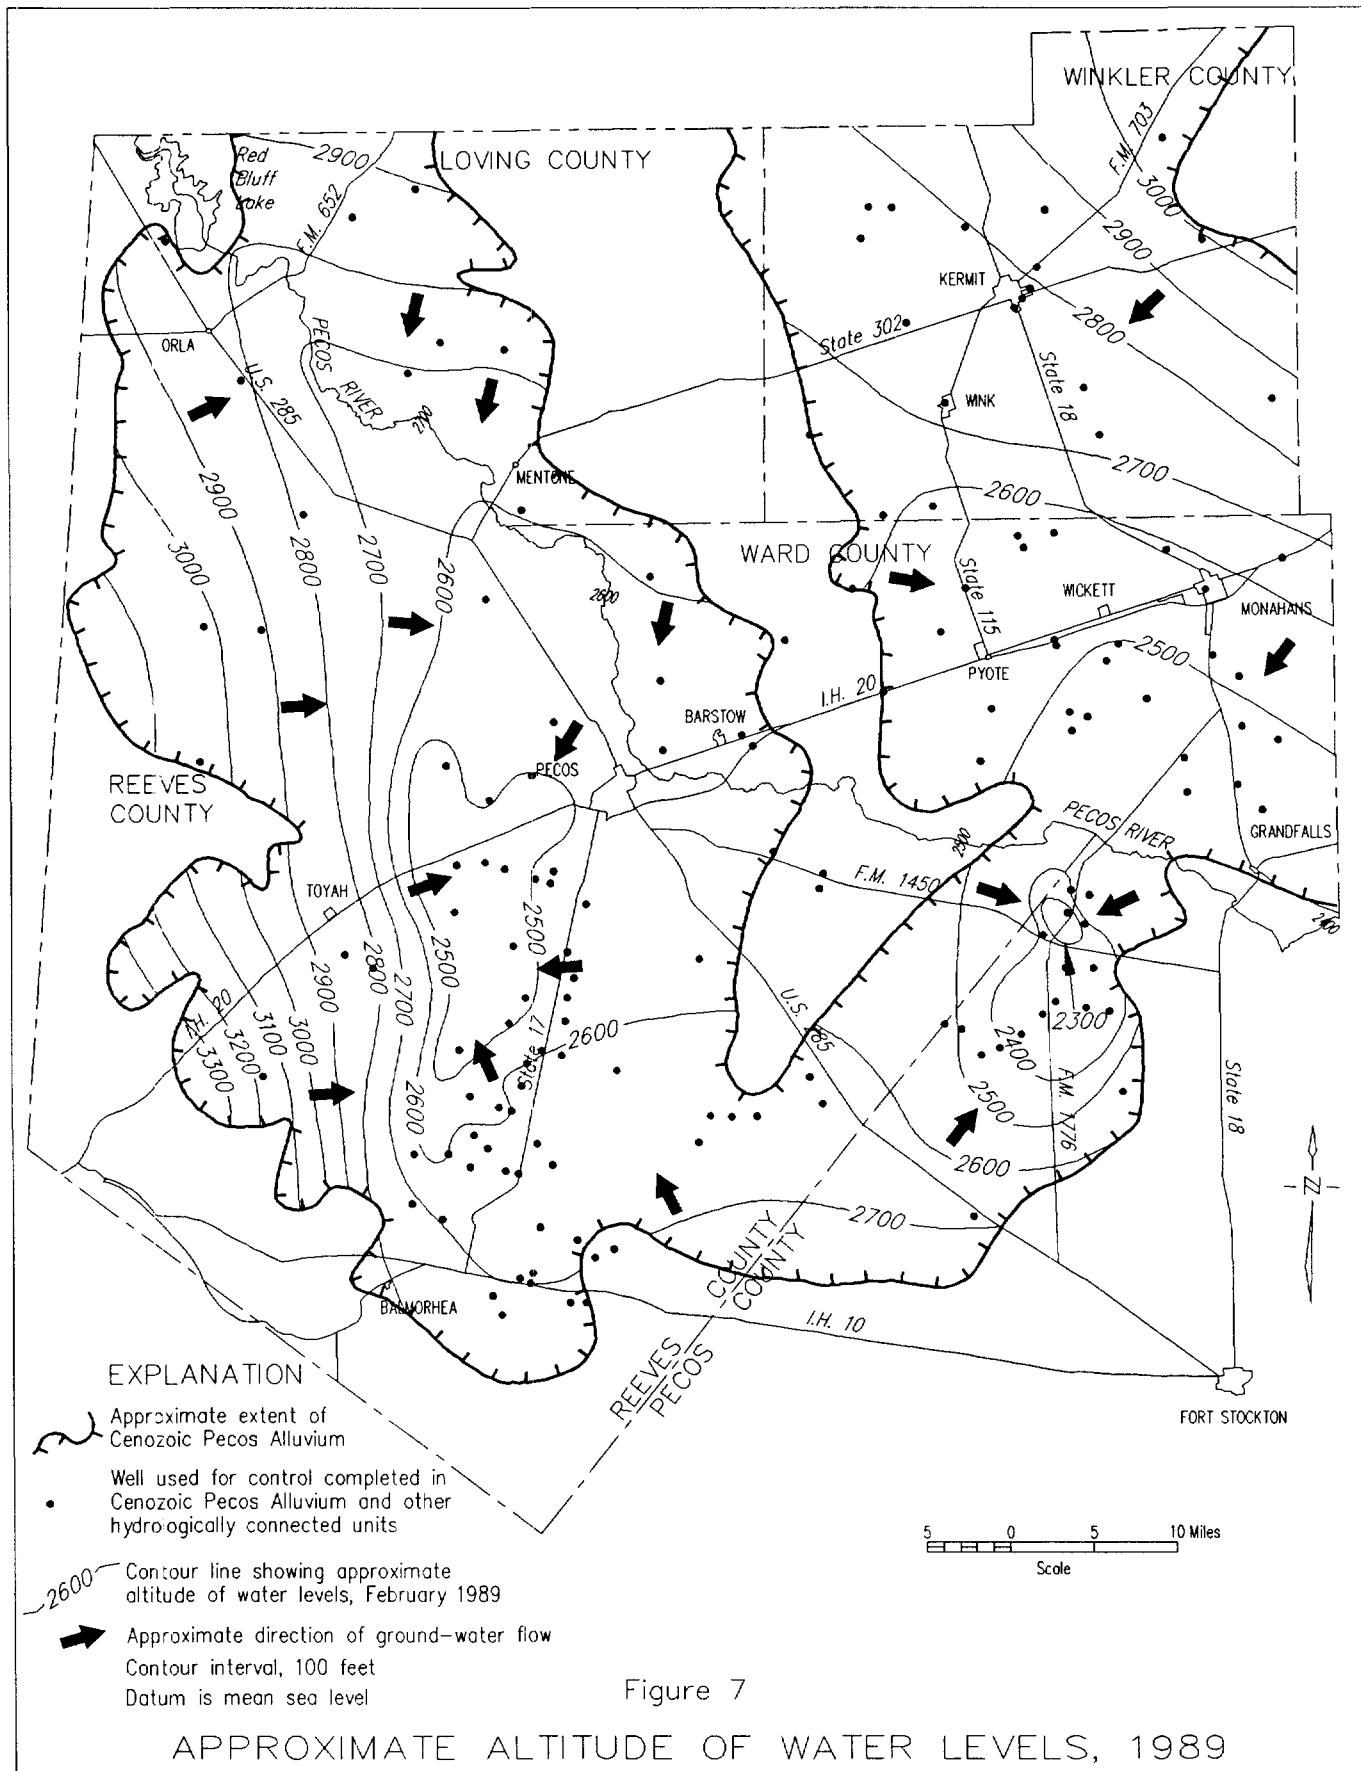 WINKLER COUNTY
F.M. 703
3000
LOVING COUNTY
2900
Red
Bluff
Lake
F.M. 652
2900
KERMIT
2800
State 302
ORLA
PECOS
RIVER
U.S. 285
2700
State 18
WINK
2700
2900
MENTONE
2600
3000
2800
2700
2600
WARD COUNTY
State 115
WICKETT
MONAHANS
2600
2500
PYOTE
I.H. 20
BARSTOW
PECOS
REEVES
COUNTY
PECOS RIVER
GRANDFALLS
2500
F.M. 1450
TOYAH
2500
2400
2500
2800
2900
2700
U.S. 285
I.H. 20
3000
3100
3200
3300
State 17
2600
2300
2400
2500
F.M. 1776
State 18
2600
2600
N
2700
COUNTY
COUNTY
BALMORHEA
I.H. 10
REEVES
PECOS
FORT STOCKTON
EXPLANATION
Approximate extent of
Cenozoic Pecos Alluvium
Well used for control completed in
Cenozoic Pecos Alluvium and other
hydrologically connected units
2600
Contour line showing approximate
altitude of water levels, February 1989
Approximate direction of ground-water flow
Contour interval, 100 feet
Datum is mean sea level
5 0 5 10 Miles
Scale
Figure 7
APPROXIMATE ALTITUDE OF WATER LEVELS, 1989